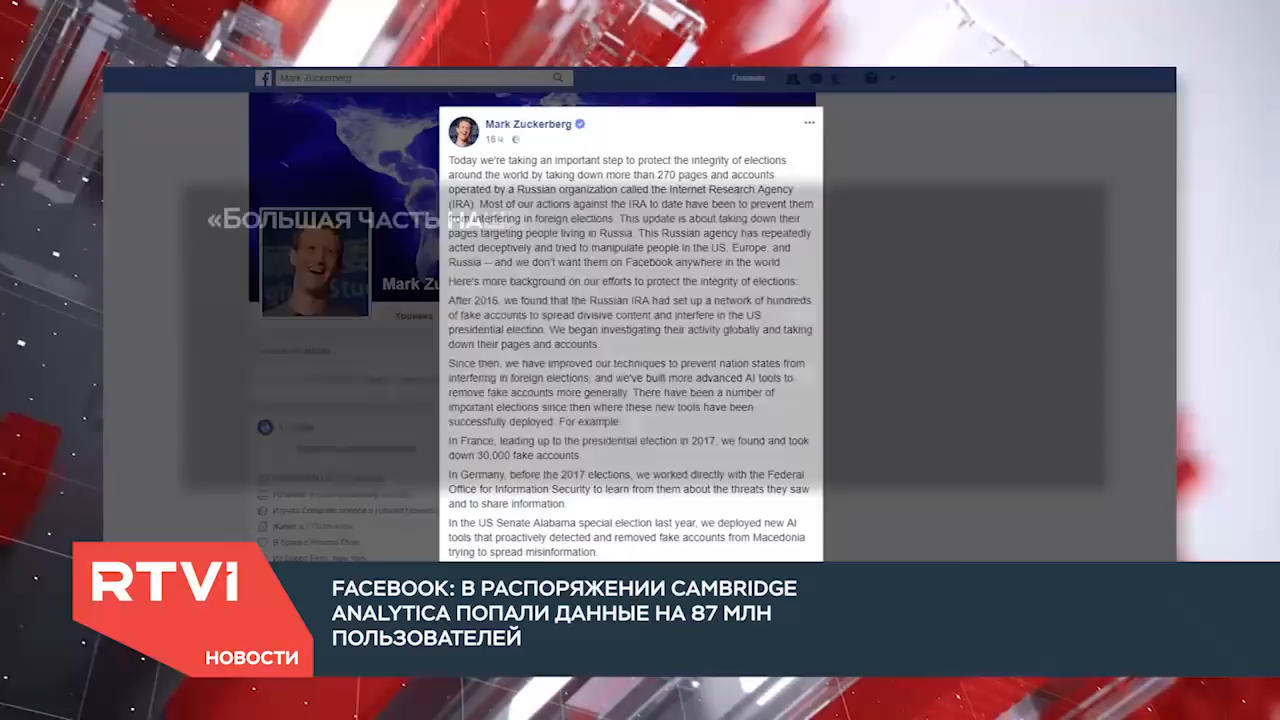 Mark Zuckerberg
Главная
Mark Zuckerberg
16 ч
Today we're taking an important step to protect the integrity of elections
around the world by taking down more than 270 pages and accounts
operated by a Russian organization called the Internet Research Agency
(IRA). Most of our actions against the IRA to date have been to prevent them
from interfering in foreign elections. This update is about taking down their
pages targeting people living in Russia. This Russian agency has repeatedly
acted deceptively and tried to manipulate people in the US, Europe, and
Russia -- and we don't want them on Facebook anywhere in the world
Here's more background on our efforts to protect the integrity of elections:
After 2016, we found that the Russian IRA had set up a network of hundreds
of fake accounts to spread divisive content and interfere in the US
presidential election. We began investigating their activity globally and taking
down their pages and accounts.
Since then, we have improved our techniques to prevent nation states from
interfering in foreign elections, and we've built more advanced AI tools to
remove fake accounts more generally. There have been a number of
important elections since then where these new tools have been
successfully deployed. For example:
In France, leading up to the presidential election in 2017, we found and took
down 30,000 fake accounts.
In Germany, before the 2017 elections, we worked directly with the Federal
Office for Information Security to learn from them about the threats they saw
and to share information.
In the US Senate Alabama special election last year, we deployed new AI
tools that proactively detected and removed fake accounts from Macedonia
trying to spread misinformation.
«БОЛЬШАЯ ЧАСТЬ
Mark Zu
Хроника
RTVi
НОВОСТИ
FACEBOOK: В РАСПОРЯЖЕНИИ CAMBRIDGE
ANALYTICA ПОПАЛИ ДАННЫЕ НА 87 МЛН
ПОЛЬЗОВАТЕЛЕЙ